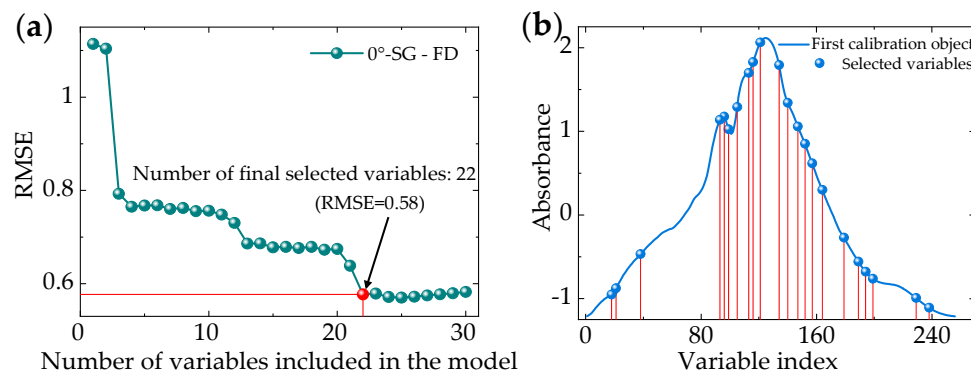 (a)
0°-SG - FD
1
0.8
0.6
RMSE
Number of final selected variables: 22
(RMSE=0.58)
0
10
20
30
Number of variables included in the model
(b)
First calibration object
Selected variables
2
1
0
-1
Absorbance
0
80
160
240
Variable index